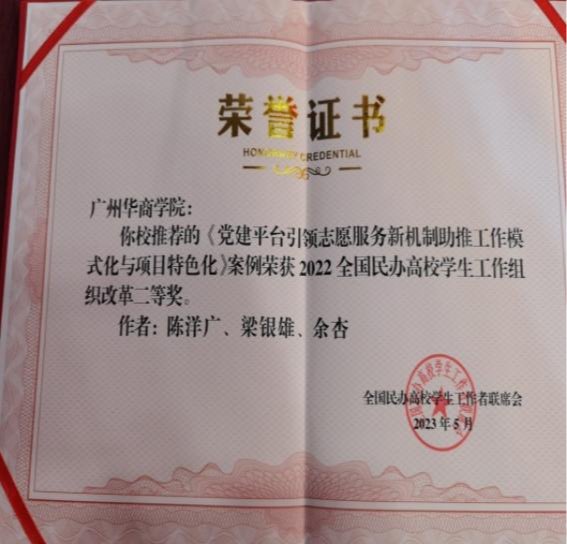 荣誉证书
HONORARY CREDENTIAL
广州华商学院：
你校推荐的《党建平台引领志愿服务新机制助推工作模
式化与项目特色化》案例荣获2022全国民办高校学生工作组
织改革二等奖。
作者：陈洋广、梁银雄、余杏
全国民办高校学生工作者联席会
2023年5月